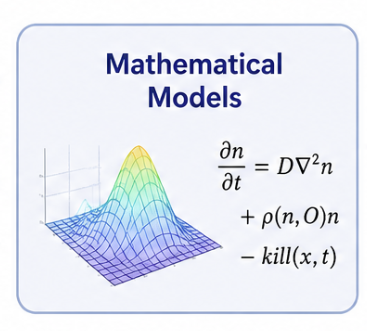 Mathematical
Models
∂n/∂t = D∇²n
+ ρ(n, O)n
− kill(x, t)